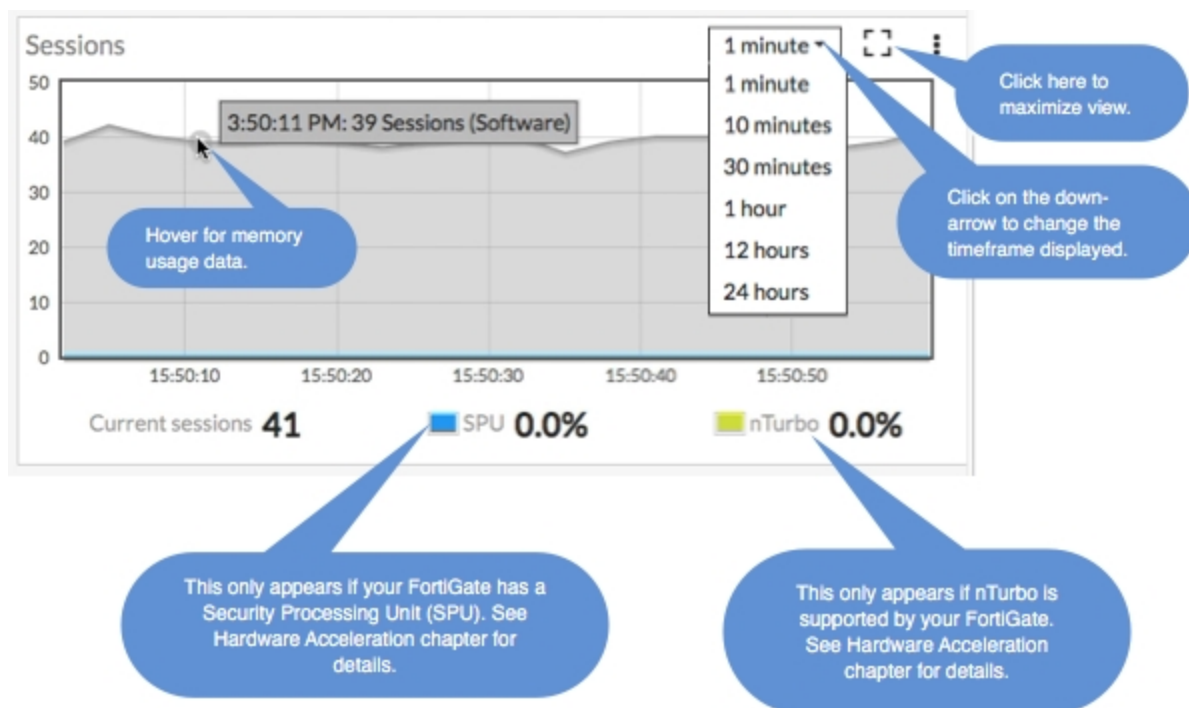 Sessions
1 minute
1 minute
10 minutes
30 minutes
1 hour
12 hours
24 hours
Click here to
maximize view.
Click on the down-
arrow to change the
timeframe displayed.
50
40
30
20
10
0
3:50:11 PM: 39 Sessions (Software)
Hover for memory
usage data.
15:50:10 15:50:20 15:50:30 15:50:40 15:50:50
Current sessions 41 SPU 0.0% nTurbo 0.0%
This only appears if your FortiGate has a
Security Processing Unit (SPU). See
Hardware Acceleration chapter for
details.
This only appears if nTurbo is
supported by your FortiGate.
See Hardware Acceleration
chapter for details.